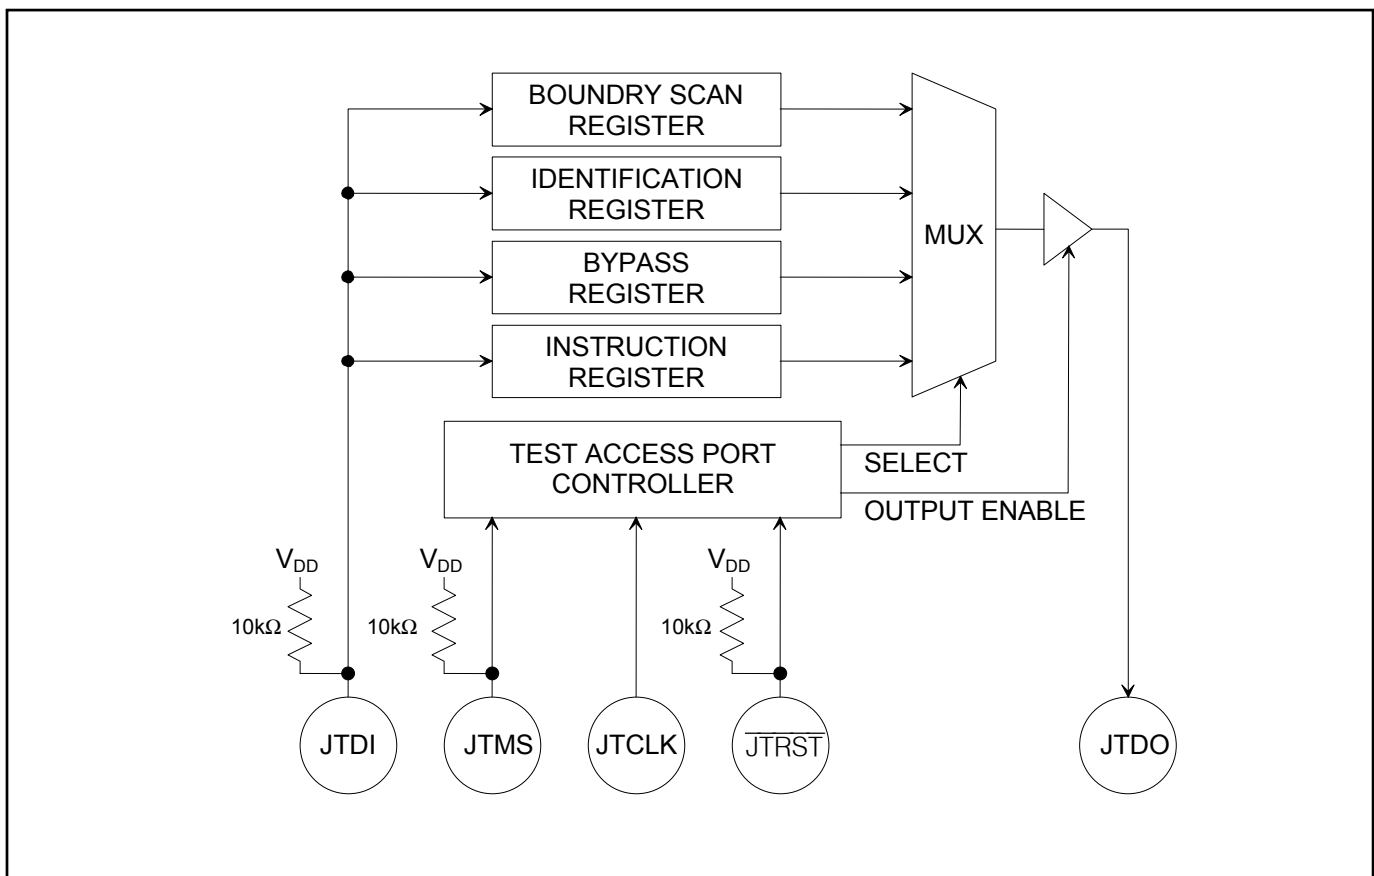 BOUNDRY SCAN
REGISTER
IDENTIFICATION
REGISTER
BYPASS
REGISTER
INSTRUCTION
REGISTER
MUX
TEST ACCESS PORT
CONTROLLER
SELECT
OUTPUT ENABLE
VDD
VDD
VDD
10kΩ
10kΩ
10kΩ
JTDI
JTMS
JTCLK
JTRST
JTDO